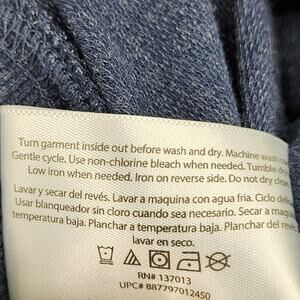 Turn garment inside out before wash and dry. Machine wash
Gentle cycle. Use non-chlorine bleach when needed. Tumble dry
Low iron when needed. Iron on reverse side. Do not dry clean.
Lavar y secar del revés. Lavar a maquina con agua fria. Ciclo
Usar blanqueador sin cloro cuando sea necesario. Secar a maquina
temperatura baja. Planchar a temperatura baja. Planchar del revés
lavar en seco.
RN# 137013
UPC# 887797012450